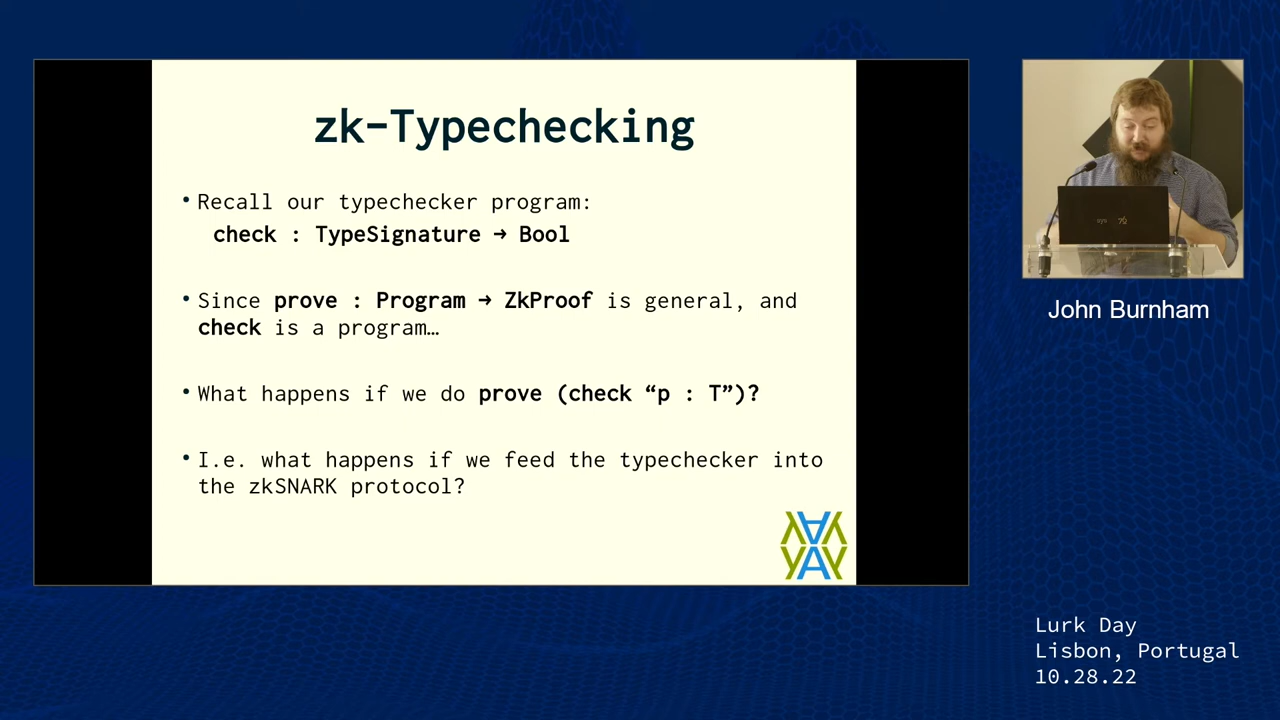 zk-Typechecking
• Recall our typechecker program:
check : TypeSignature → Bool
• Since prove : Program → ZkProof is general, and
check is a program…
• What happens if we do prove (check “p : T”)?
• I.e. what happens if we feed the typechecker into
the zkSNARK protocol?
John Burnham
Lurk Day
Lisbon, Portugal
10.28.22